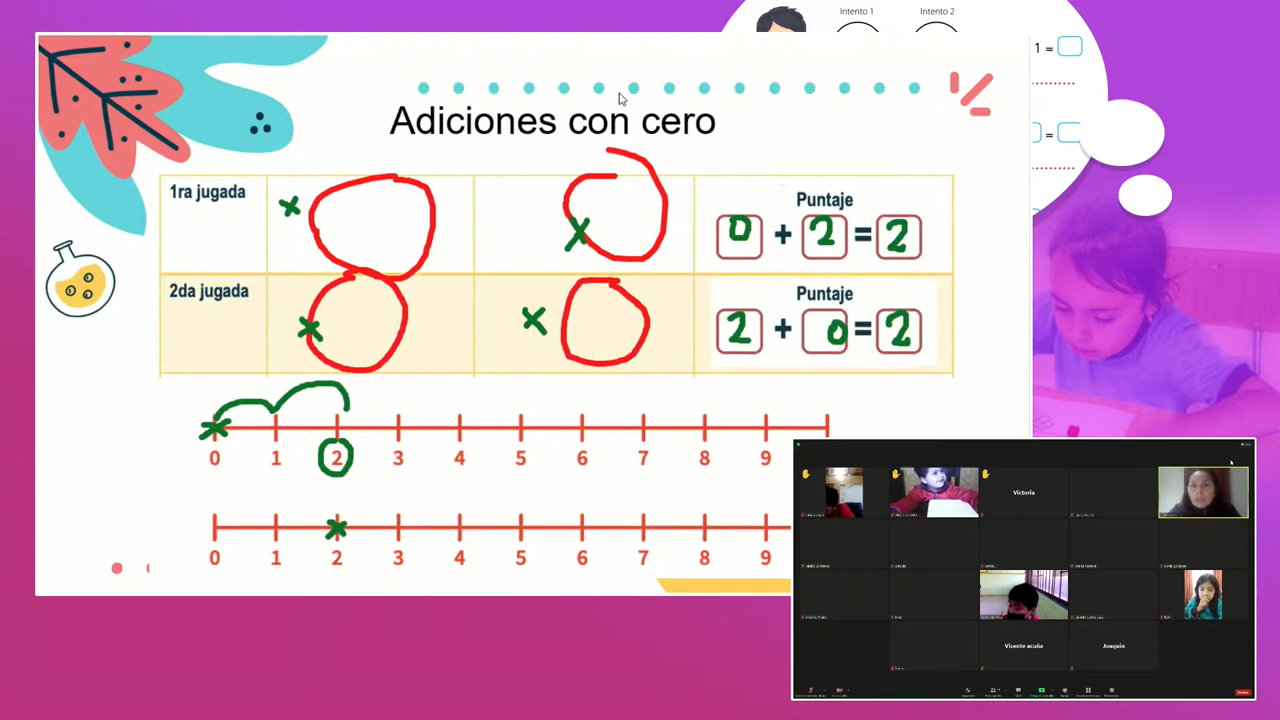 Intento 1 Intento 2
1 =
=
Adiciones con cero
1ra jugada
Puntaje
0 + 2 = 2
2da jugada
Puntaje
2 + 0 = 2
0 1 2 3 4 5 6 7 8 9
0 1 2 3 4 5 6 7 8 9
Victoria
Vicente acuña
Joaquin